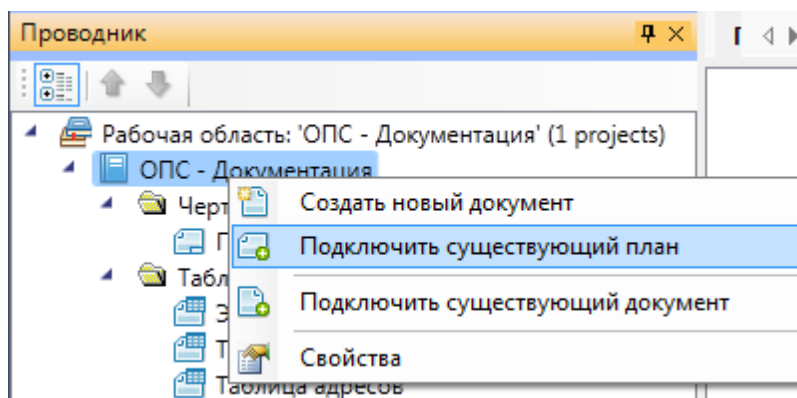 Проводник
Рабочая область: 'ОПС - Документация' (1 projects)
ОПС - Документация
Создать новый документ
Подключить существующий план
Подключить существующий документ
Свойства
Таблица адресов